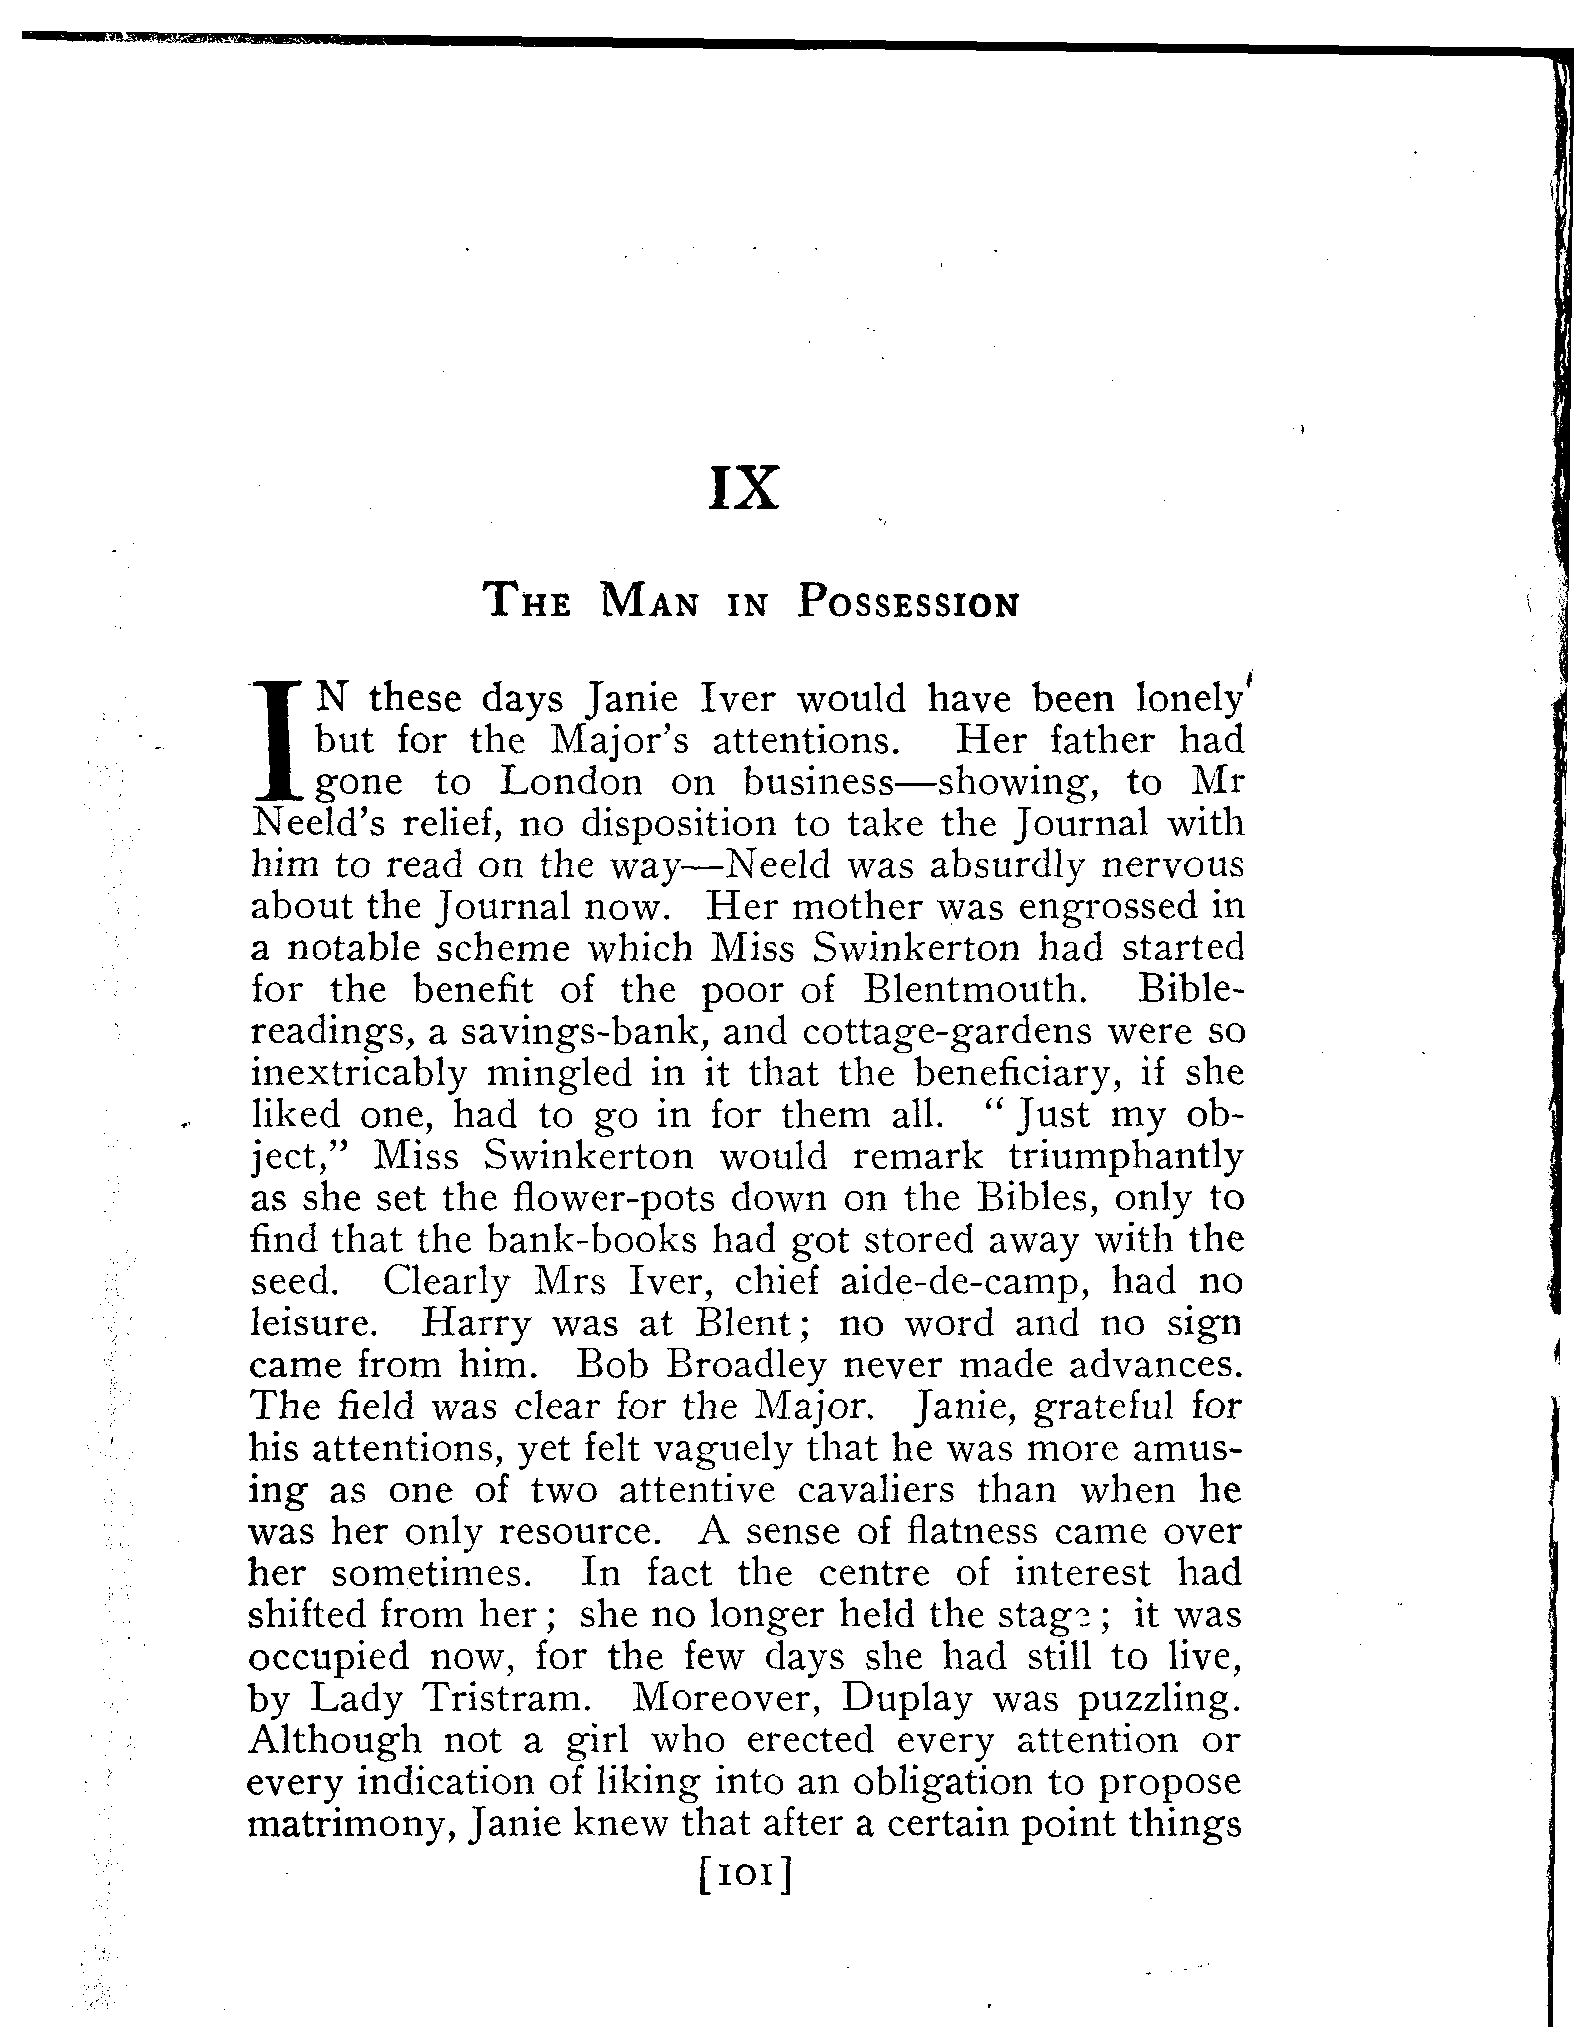 IX
The Man in Possession
IN these days Janie Iver would have been lonely
but for the Major's attentions. Her father had
gone to London on business—showing, to Mr
Neeld's relief, no disposition to take the Journal with
him to read on the way—Neeld was absurdly nervous
about the Journal now. Her mother was engrossed in
a notable scheme which Miss Swinkerton had started
for the benefit of the poor of Blentmouth. Bible-
readings, a savings-bank, and cottage-gardens were so
inextricably mingled in it that the beneficiary, if she
liked one, had to go in for them all. “ Just my ob-
ject,” Miss Swinkerton would remark triumphantly
as she set the flower-pots down on the Bibles, only to
find that the bank-books had got stored away with the
seed. Clearly Mrs Iver, chief aide-de-camp, had no
leisure. Harry was at Blent; no word and no sign
came from him. Bob Broadley never made advances.
The field was clear for the Major. Janie, grateful for
his attentions, yet felt vaguely that he was more amus-
ing as one of two attentive cavaliers than when he
was her only resource. A sense of flatness came over
her sometimes. In fact the centre of interest had
shifted from her; she no longer held the stage; it was
occupied now, for the few days she had still to live,
by Lady Tristram. Moreover, Duplay was puzzling.
Although not a girl who erected every attention or
every indication of liking into an obligation to propose
matrimony, Janie knew that after a certain point things
[101]